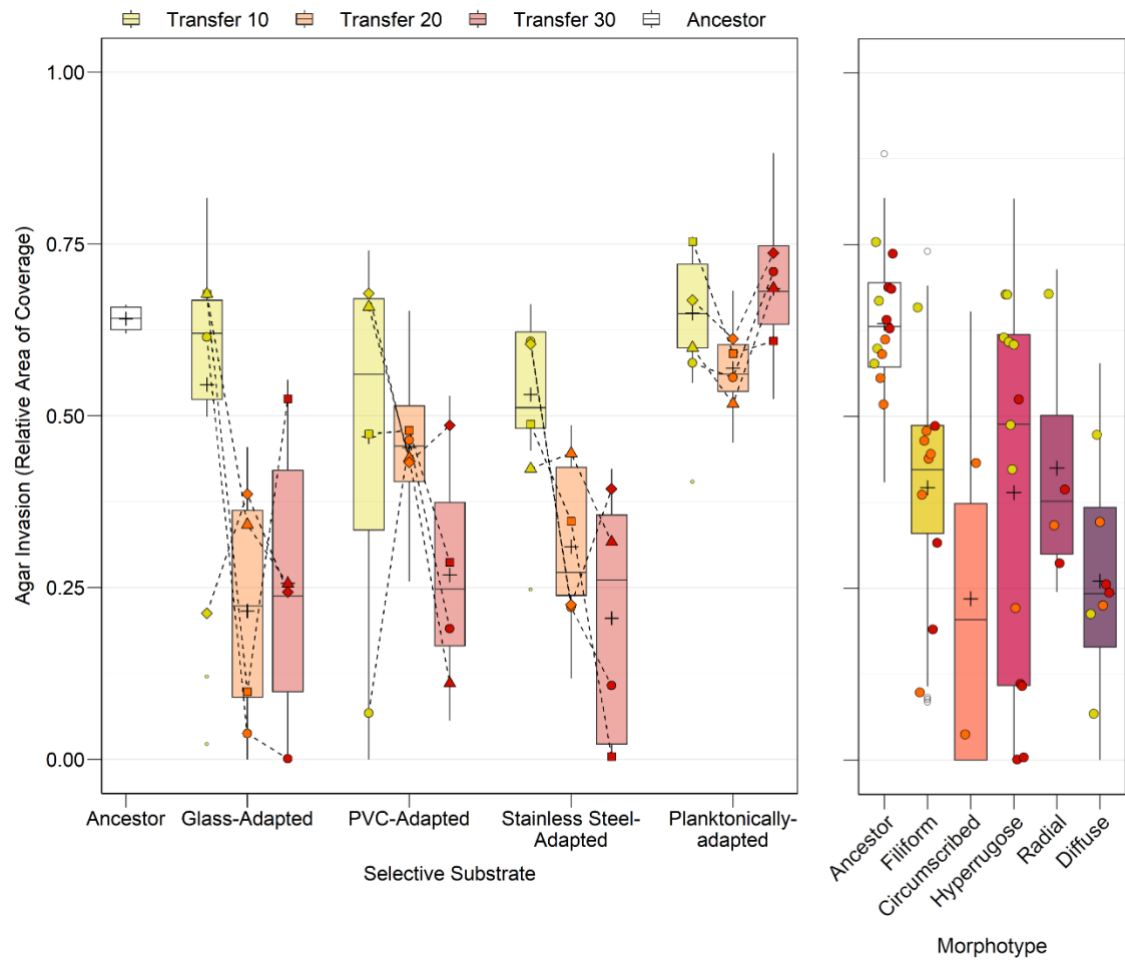 Transfer 10 Transfer 20 Transfer 30 Ancestor
Agar Invasion (Relative Area of Coverage)
1.00
0.75
0.50
0.25
0.00
Ancestor Glass-Adapted PVC-Adapted Stainless Steel- Planktonically-
Adapted adapted
Selective Substrate
Ancestor
Filiform
Circumscribed
Hyperrugose
Radial
Diffuse
Morphotype